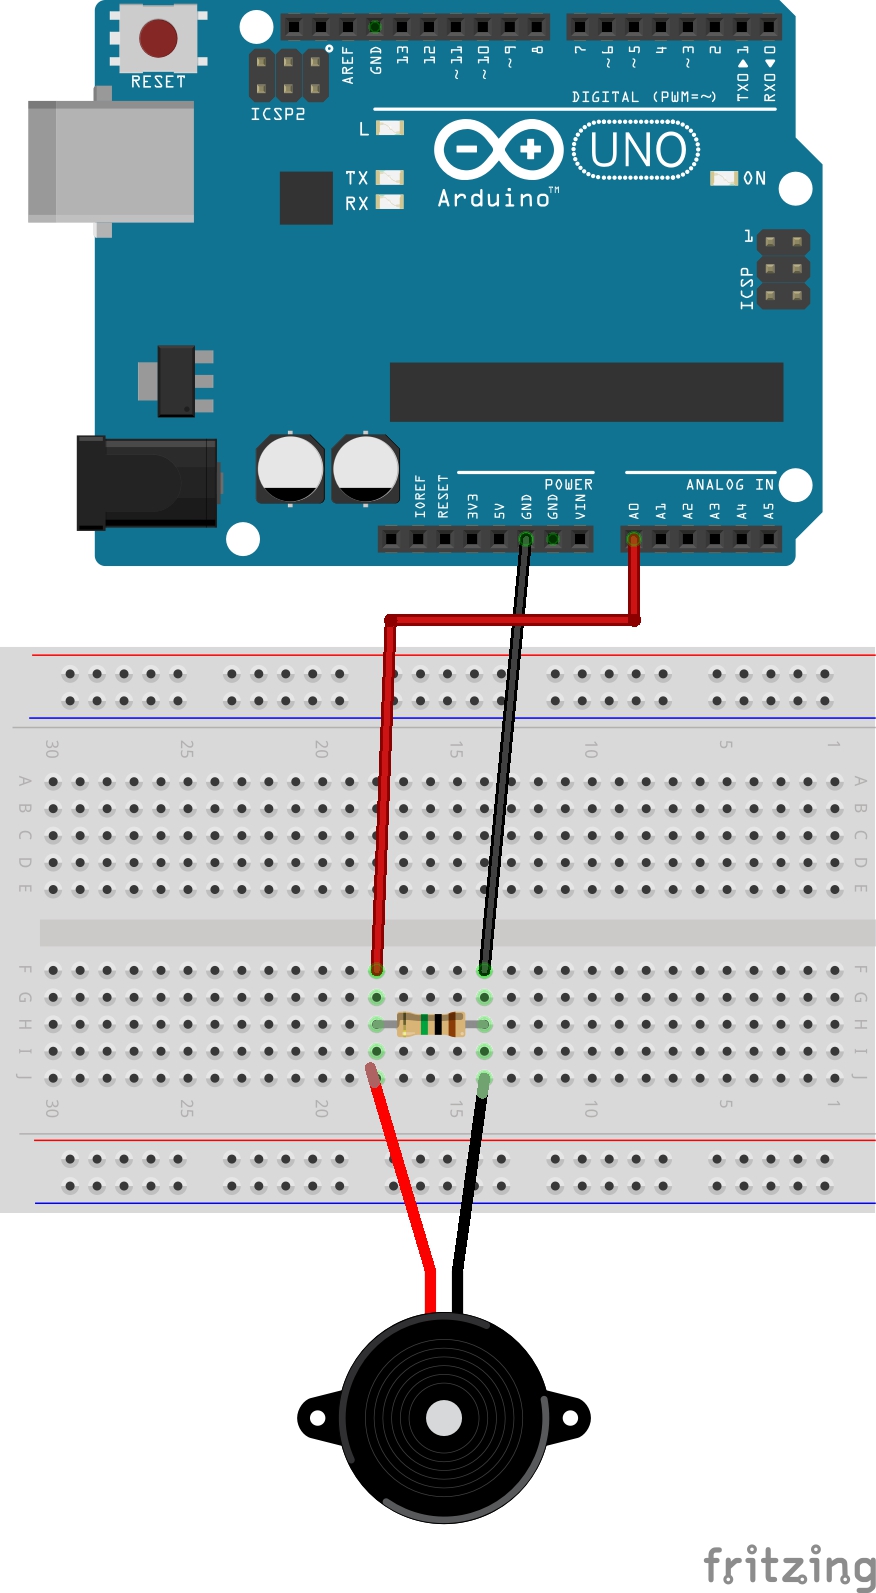 RESET
ICSP2
AREF
GND
13
12
~11
~10
~9
8
7
~6
~5
4
~3
2
TX0▶1
RX0◀0
DIGITAL (PWM=~)
L
TX
RX
UNO
Arduino™
ON
1
ICSP
IOREF
RESET
3V3
5V
GND
GND
VIN
POWER
A0
A1
A2
A3
A4
A5
ANALOG IN
30 25 20 15 10 5 1
A A
B B
C C
D D
E E
F F
G G
H H
I I
J J
30 25 20 15 10 5 1
fritzing